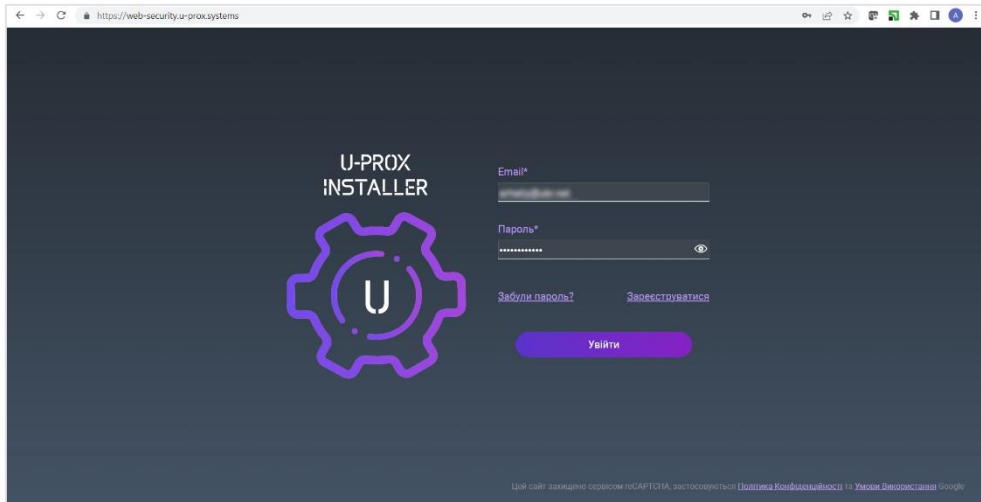 https://web-security.u-prox.systems
A
U-PROX
INSTALLER
U
Email*
Пароль*
Забули пароль? Зареєструватися
Увійти
Цей сайт захищено сервісом reCAPTCHA, застосовуються Політика Конфіденційності та Умови Використання Google